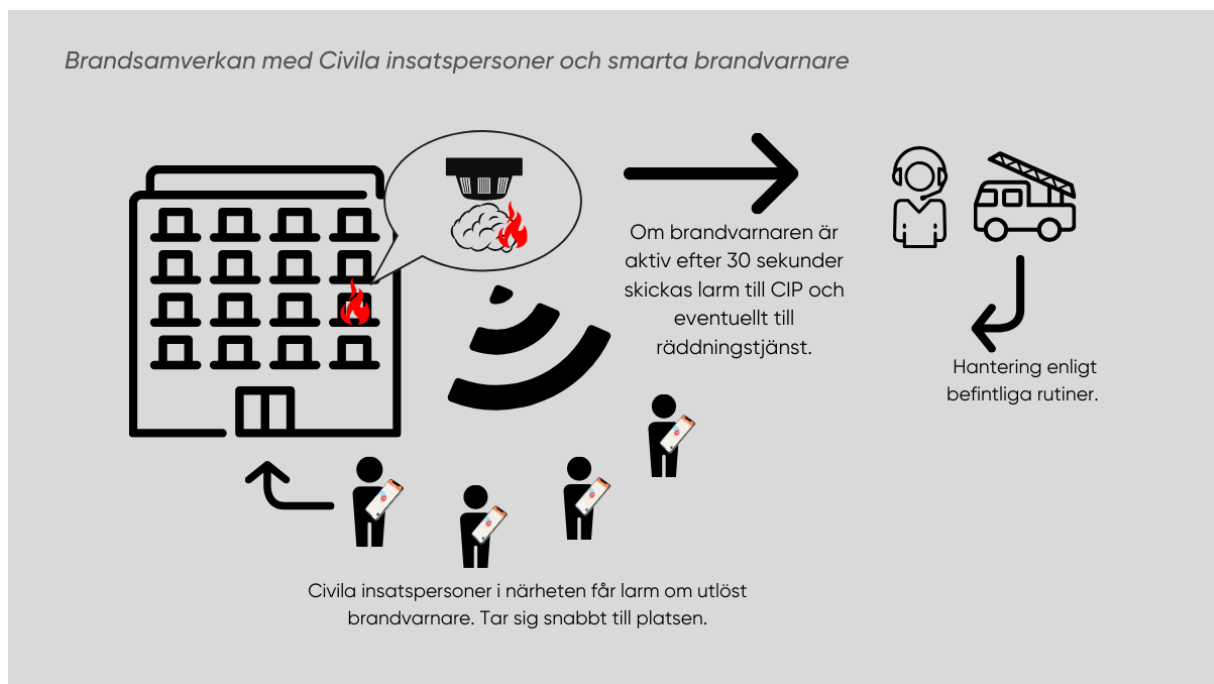 Brandsamverkan med Civila insatspersoner och smarta brandvarnare
Om brandvarnaren är
aktiv efter 30 sekunder
skickas larm till CIP och
eventuellt till
räddningstjänst.
Hantering enligt
befintliga rutiner.
Civila insatspersoner i närheten får larm om utlöst
brandvarnare. Tar sig snabbt till platsen.